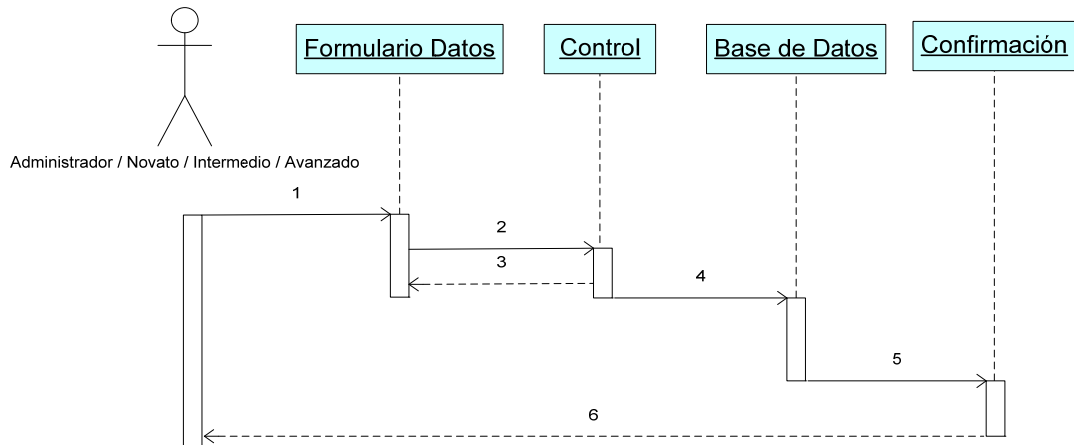 Formulario Datos
Control
Base de Datos
Confirmación
Administrador / Novato / Intermedio / Avanzado
1
2
3
4
5
6